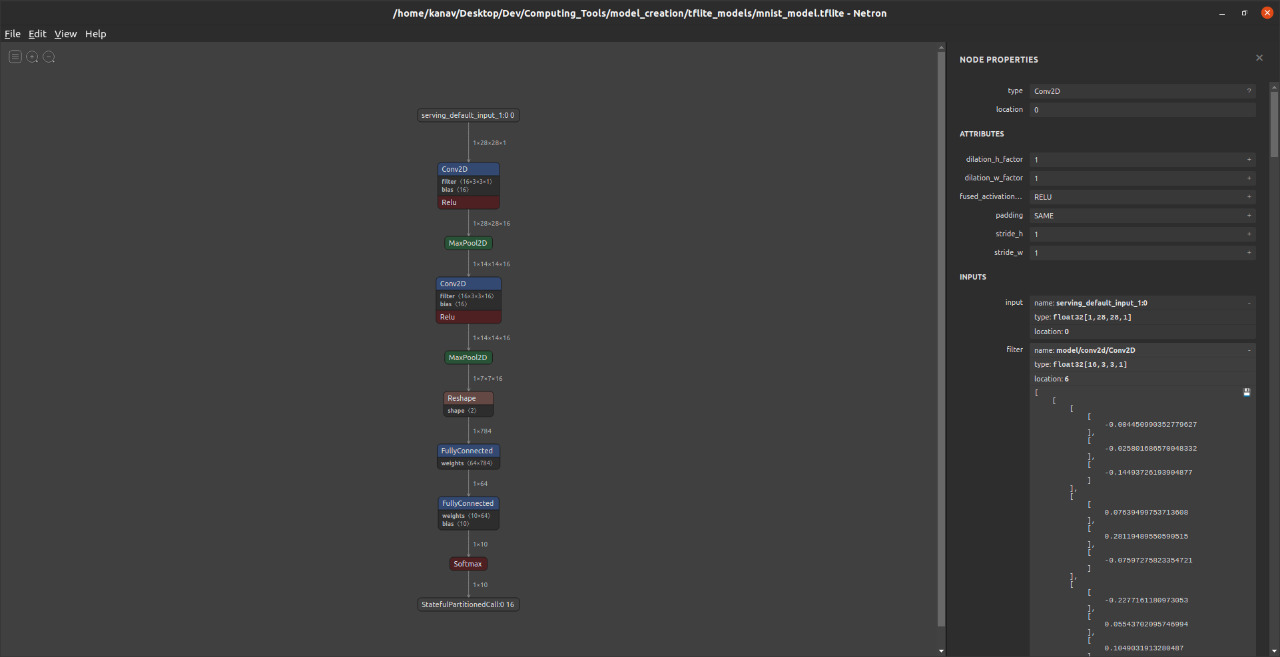 /home/kanav/Desktop/Dev/Computing_Tools/model_creation/tflite_models/mnist_model.tflite - Netron
File Edit View Help
serving_default_input_1:0 0
1×28×28×1
Conv2D
filter ⟨16×3×3×1⟩
bias ⟨16⟩
Relu
1×28×28×16
MaxPool2D
1×14×14×16
Conv2D
filter ⟨16×3×3×16⟩
bias ⟨16⟩
Relu
1×14×14×16
MaxPool2D
1×7×7×16
Reshape
shape ⟨2⟩
1×784
FullyConnected
weights ⟨64×784⟩
1×64
FullyConnected
weights ⟨10×64⟩
bias ⟨10⟩
1×10
Softmax
1×10
StatefulPartitionedCall:0 16
NODE PROPERTIES
type Conv2D ?
location 0
ATTRIBUTES
dilation_h_factor 1 +
dilation_w_factor 1 +
fused_activation... RELU +
padding SAME +
stride_h 1 +
stride_w 1 +
INPUTS
input name: serving_default_input_1:0 -
type: float32[1,28,28,1]
location: 0
filter name: model/conv2d/Conv2D -
type: float32[16,3,3,1]
location: 6
[
[
[
[
-0.084450990352779627
],
[
-0.025801686570048332
],
[
-0.14493726193904877
]
],
[
[
0.07639499753713608
],
[
0.28119489550590515
],
[
-0.07597275823354721
]
],
[
[
-0.2277161180973053
],
[
0.05543702095746994
],
[
0.1049031913280487
]